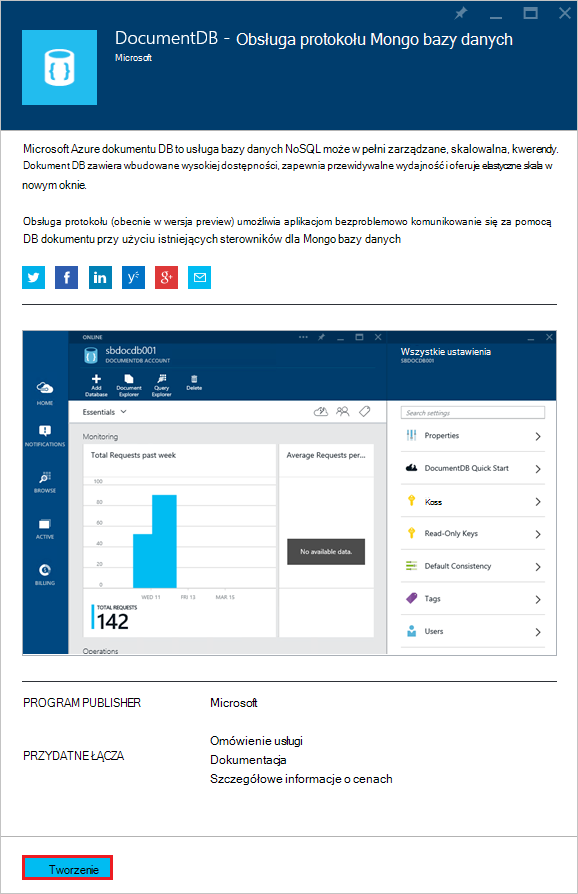 DocumentDB - Obsługa protokołu Mongo bazy danych
Microsoft
Microsoft Azure dokumentu DB to usługa bazy danych NoSQL może w pełni zarządzane, skalowalna, kwerendy.
Dokument DB zawiera wbudowane wysokiej dostępności, zapewnia przewidywalne wydajność i oferuje elastyczne skala w
nowym oknie.
Obsługa protokołu (obecnie w wersja preview) umożliwia aplikacjom bezproblemowo komunikowanie się za pomocą
DB dokumentu przy użyciu istniejących sterowników dla Mongo bazy danych
ONLINE
sbdocdb001
DOCUMENTDB ACCOUNT
Add Database
Document Explorer
Query Explorer
Delete
HOME
NOTIFICATIONS
BROWSE
ACTIVE
BILLING
Essentials
Monitoring
Total Requests past week
100
80
60
40
20
0
WED 11
FRI 13
MAR 15
TOTAL REQUESTS
142
Average Requests per...
No available data.
Operations
Wszystkie ustawienia
SBDOCDB001
Search settings
Properties
DocumentDB Quick Start
Kess
Read-Only Keys
Default Consistency
Tags
Users
PROGRAM PUBLISHER
Microsoft
PRZYDATNE ŁĄCZA
Omówienie usługi
Dokumentacja
Szczegółowe informacje o cenach
Tworzenie